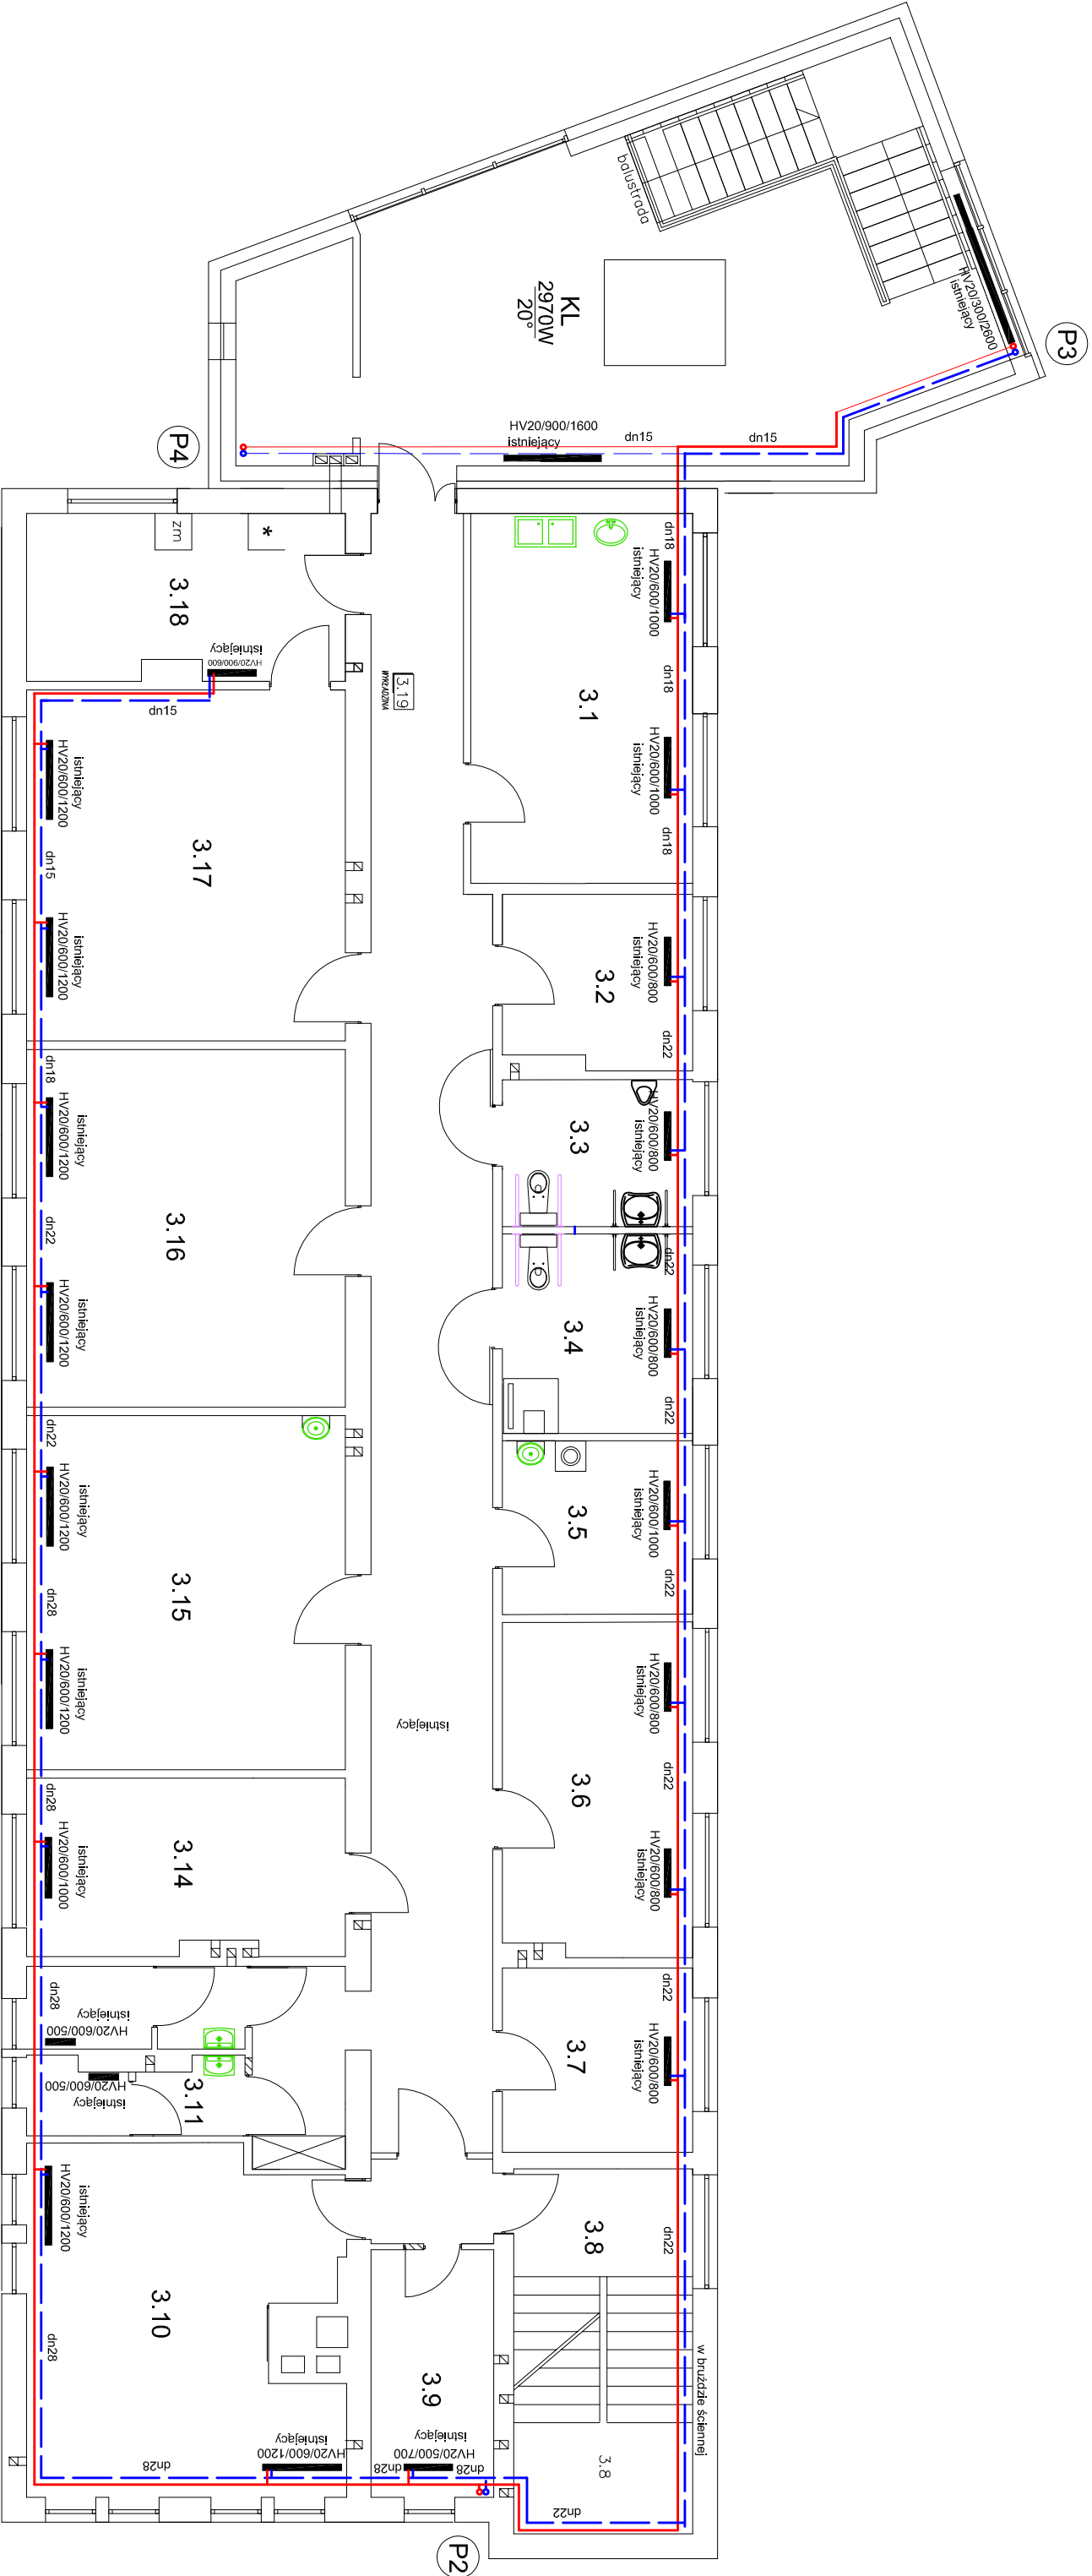 P3
HV20/300/2600
istniejący
balustrada
KL
2970W
20°
HV20/900/1600
istniejący
dn15
dn15
P4
zm
*
3.18
istniejący
HV20/900/600
3.19
WYKŁADZINA
dn18
HV20/600/1000
istniejący
dn18
3.1
HV20/600/1000
istniejący
dn18
dn15
istniejący
HV20/600/1200
3.17
dn15
istniejący
HV20/600/1200
3.2
HV20/600/800
istniejący
dn22
dn18
istniejący
HV20/600/1200
3.3
HV20/600/800
istniejący
3.16
dn22
dn22
istniejący
HV20/600/1200
3.4
HV20/600/800
istniejący
dn22
dn22
istniejący
HV20/600/1200
3.5
HV20/600/1000
istniejący
dn22
3.15
dn28
istniejący
HV20/600/1200
istniejący
HV20/600/800
istniejący
dn22
3.6
dn28
istniejący
HV20/600/1000
3.14
HV20/600/800
istniejący
dn22
dn28
istniejący
HV20/600/500
3.7
HV20/600/800
istniejący
HV20/600/500
istniejący
3.11
istniejący
HV20/600/1200
3.8
dn22
3.10
dn28
w bruździe ściennej
3.9
istniejący
HV20/600/1200
dn28
istniejący
HV20/500/700
dn28
dn28
3.8
dn22
P2